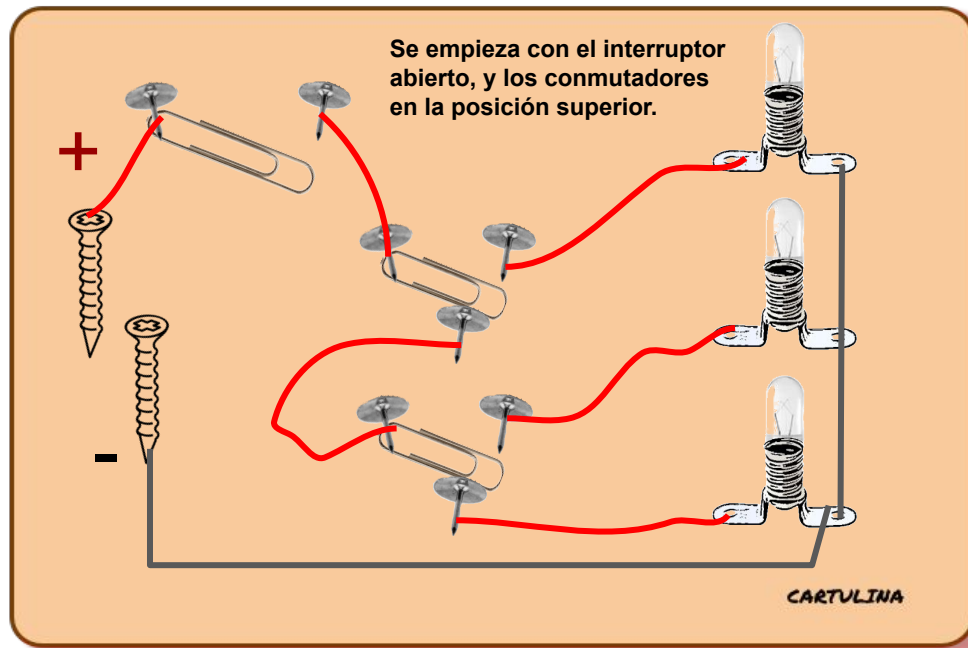 Se empieza con el interruptor
abierto, y los conmutadores
en la posición superior.
+
-
CARTULINA